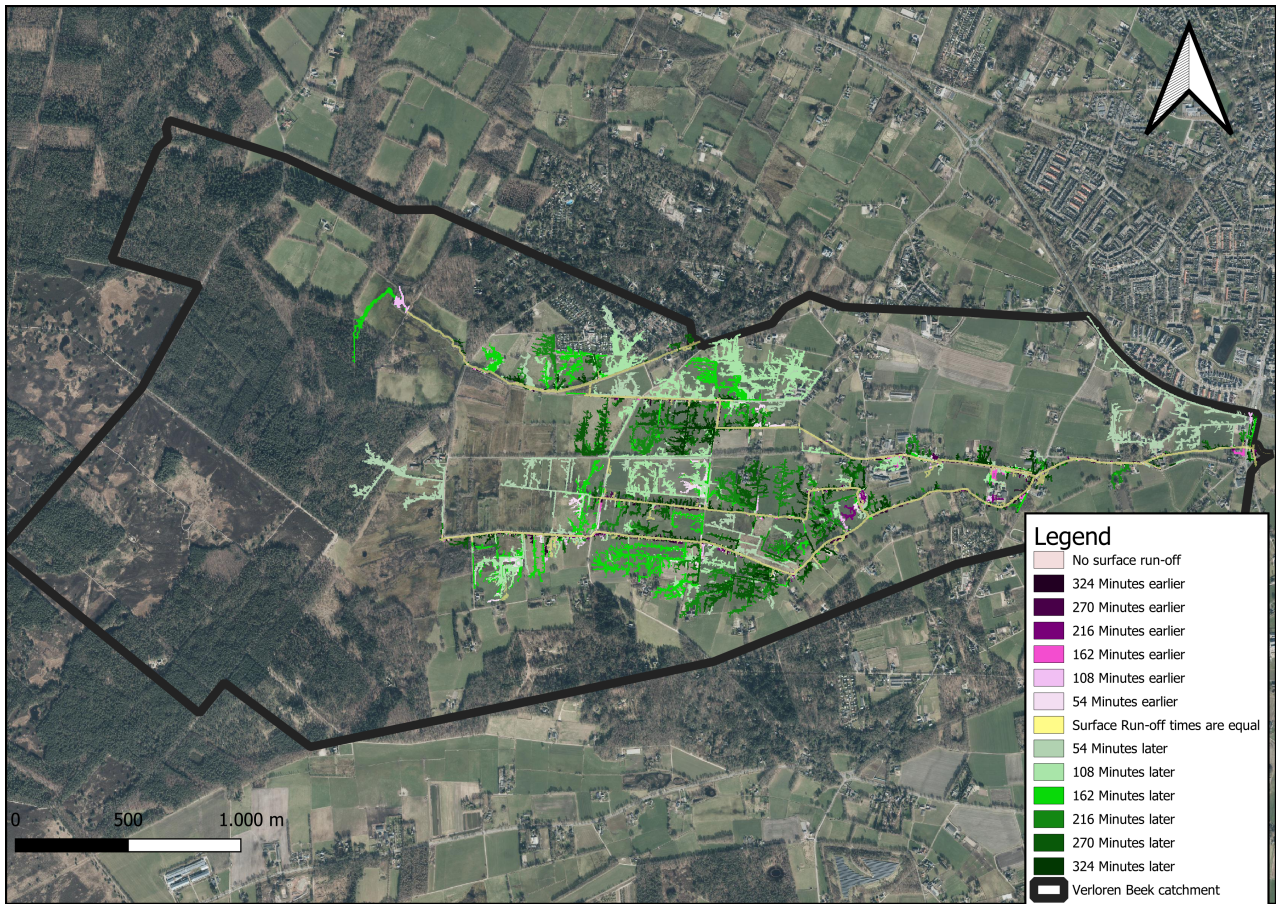 0 500 1.000 m
Legend
No surface run-off
324 Minutes earlier
270 Minutes earlier
216 Minutes earlier
162 Minutes earlier
108 Minutes earlier
54 Minutes earlier
Surface Run-off times are equal
54 Minutes later
108 Minutes later
162 Minutes later
216 Minutes later
270 Minutes later
324 Minutes later
Verloren Beek catchment